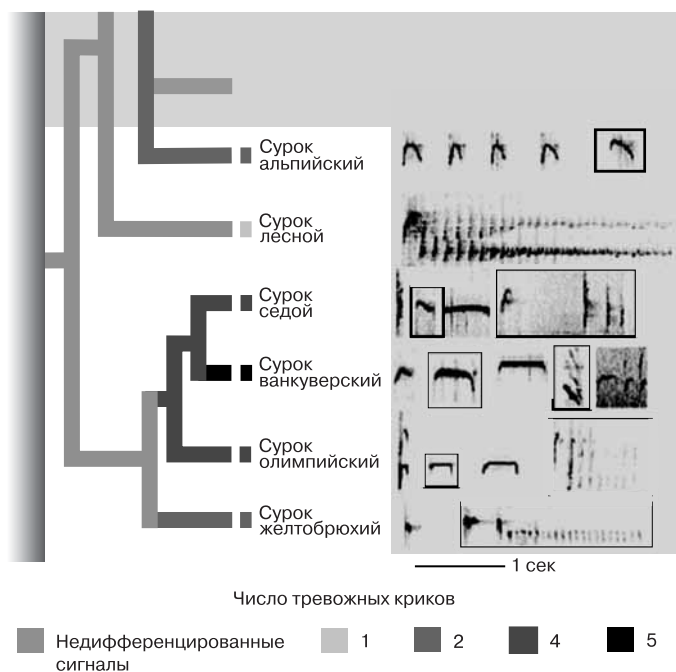 Сурок
альпийский
Сурок
лесной
Сурок
седой
Сурок
ванкуверский
Сурок
олимпийский
Сурок
желтобрюхий
1 сек
Число тревожных криков
Недифференцированные
сигналы
1
2
4
5